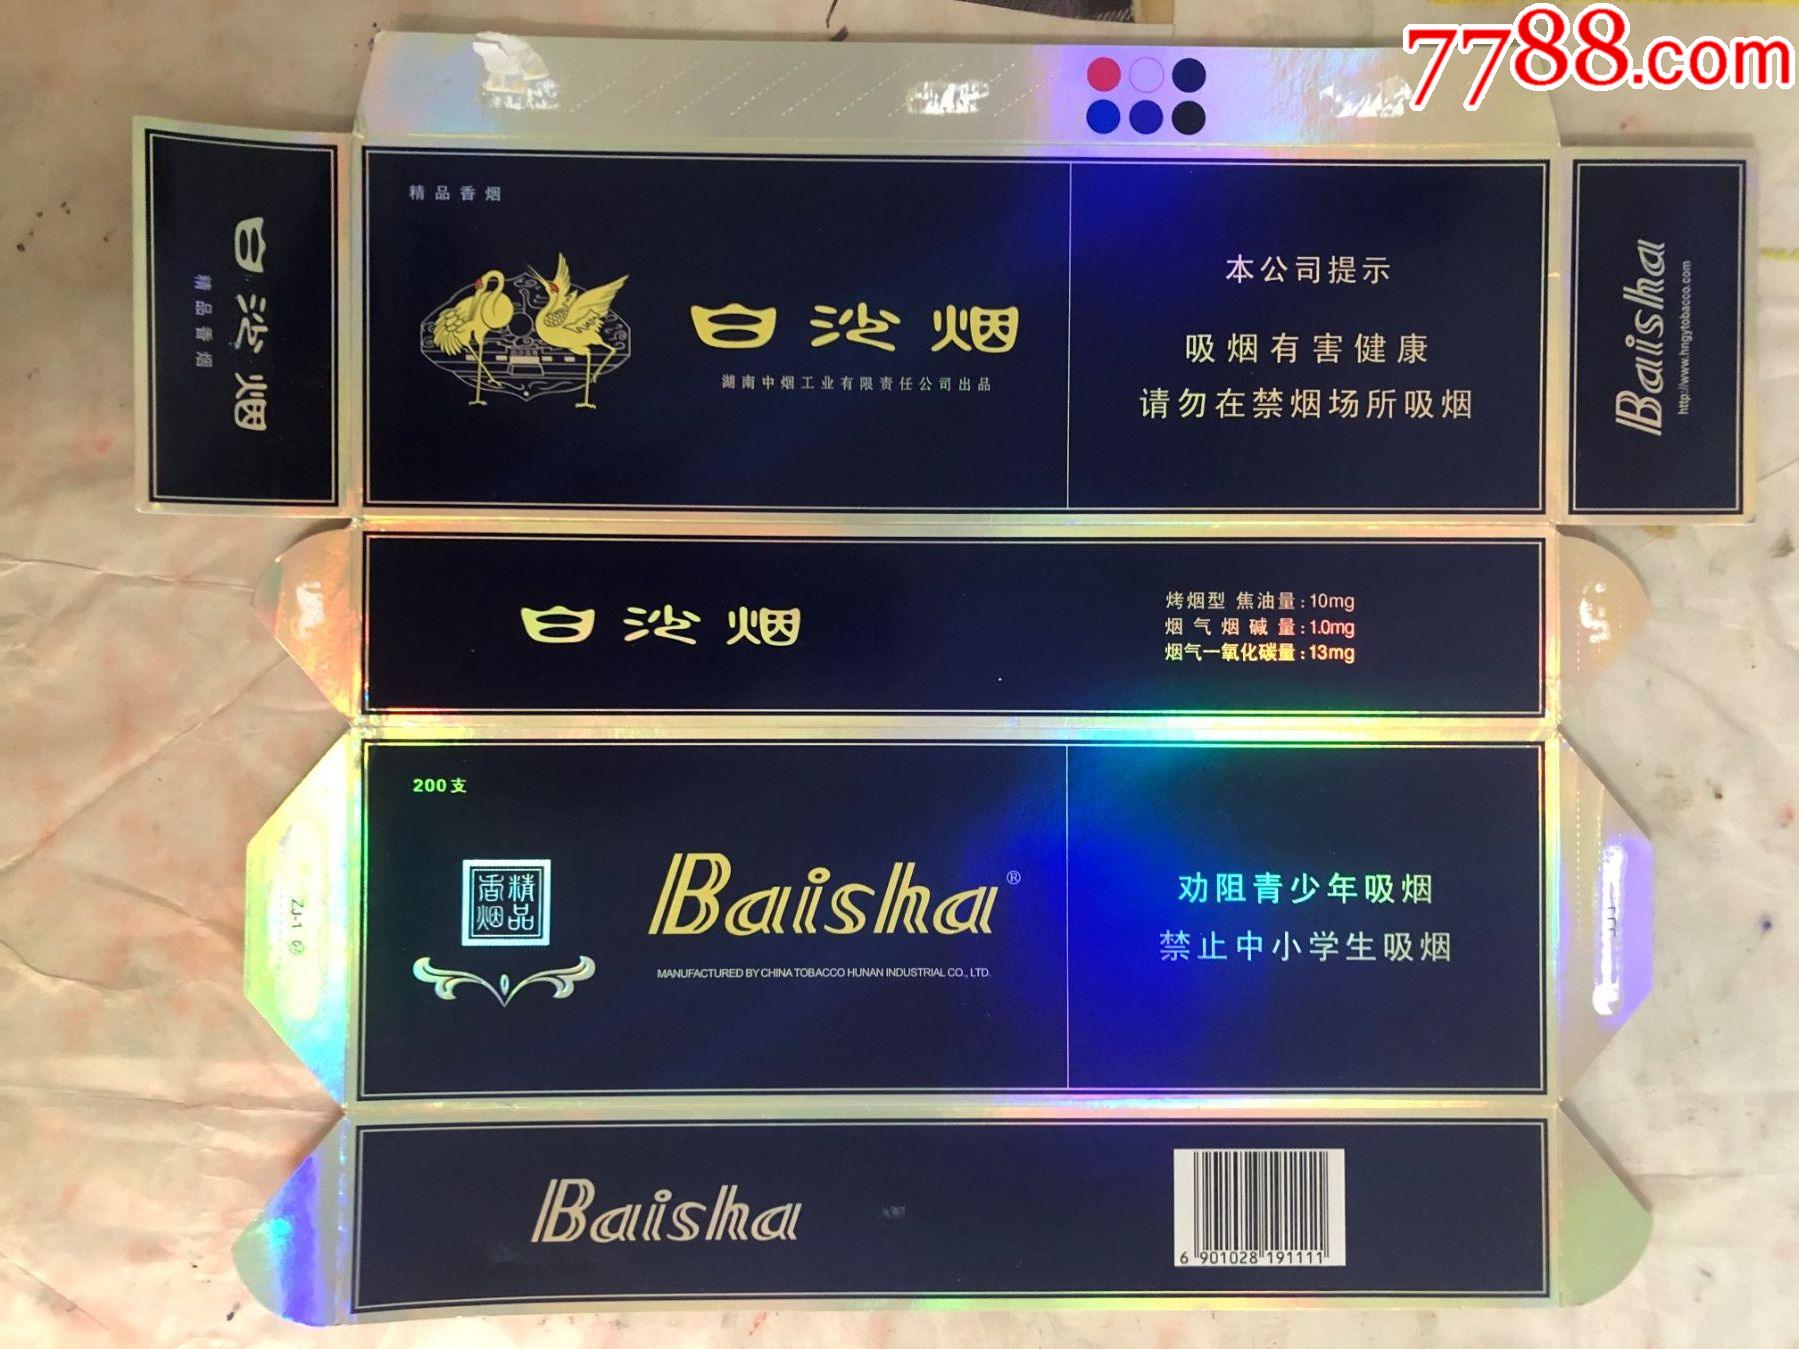 7788.com
精品香烟
白沙烟
湖南中烟工业有限责任公司出品
本公司提示
吸烟有害健康
请勿在禁烟场所吸烟
白沙烟
精品香烟
Baisha
http://www.hngytobacco.com
白沙烟
烤烟型 焦油量:10mg
烟气烟碱量:1.0mg
烟气一氧化碳量:13mg
200支
精品
香烟
Baisha®
MANUFACTURED BY CHINA TOBACCO HUNAN INDUSTRIAL CO., LTD.
劝阻青少年吸烟
禁止中小学生吸烟
ZJ-1
Baisha
6 901028 191111